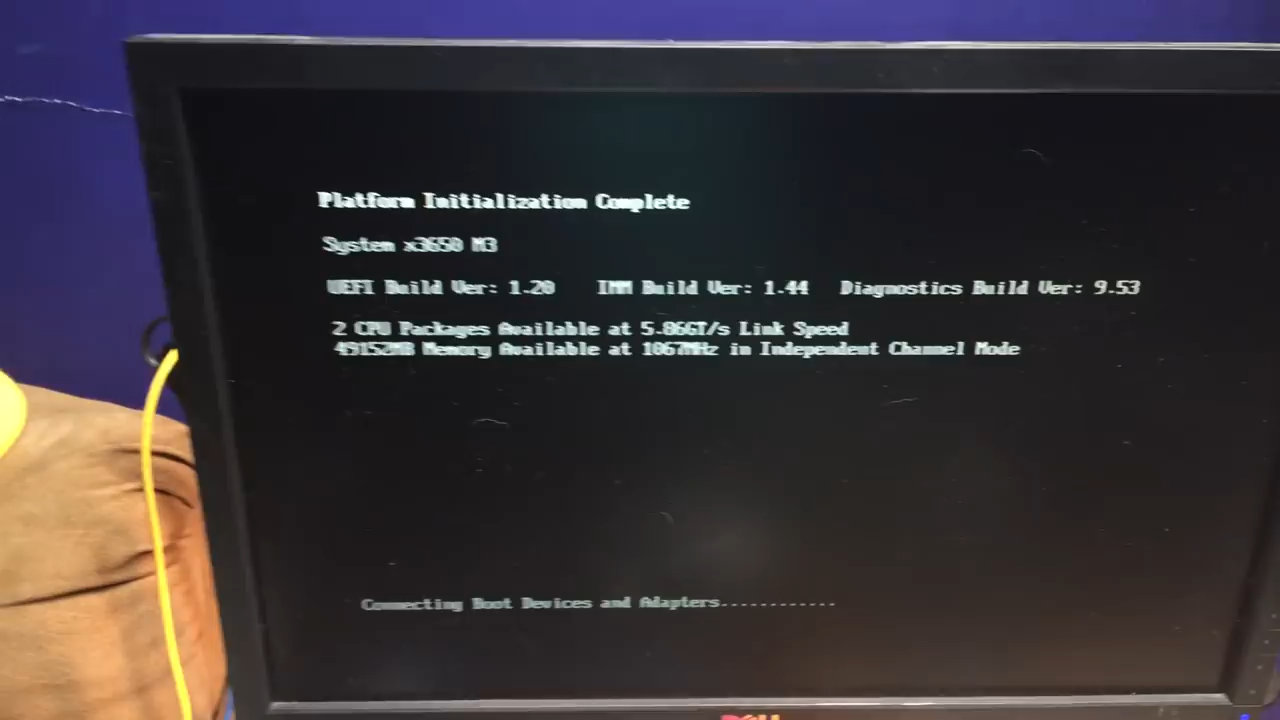 Platform Initialization Complete
System x3650 M3
UEFI Build Ver: 1.20 IMM Build Ver: 1.44 Diagnostics Build Ver: 9.53
2 CPU Packages Available at 5.86GT/s Link Speed
49152MB Memory Available at 1067MHz in Independent Channel Mode
Connecting Boot Devices and Adapters............
DELL